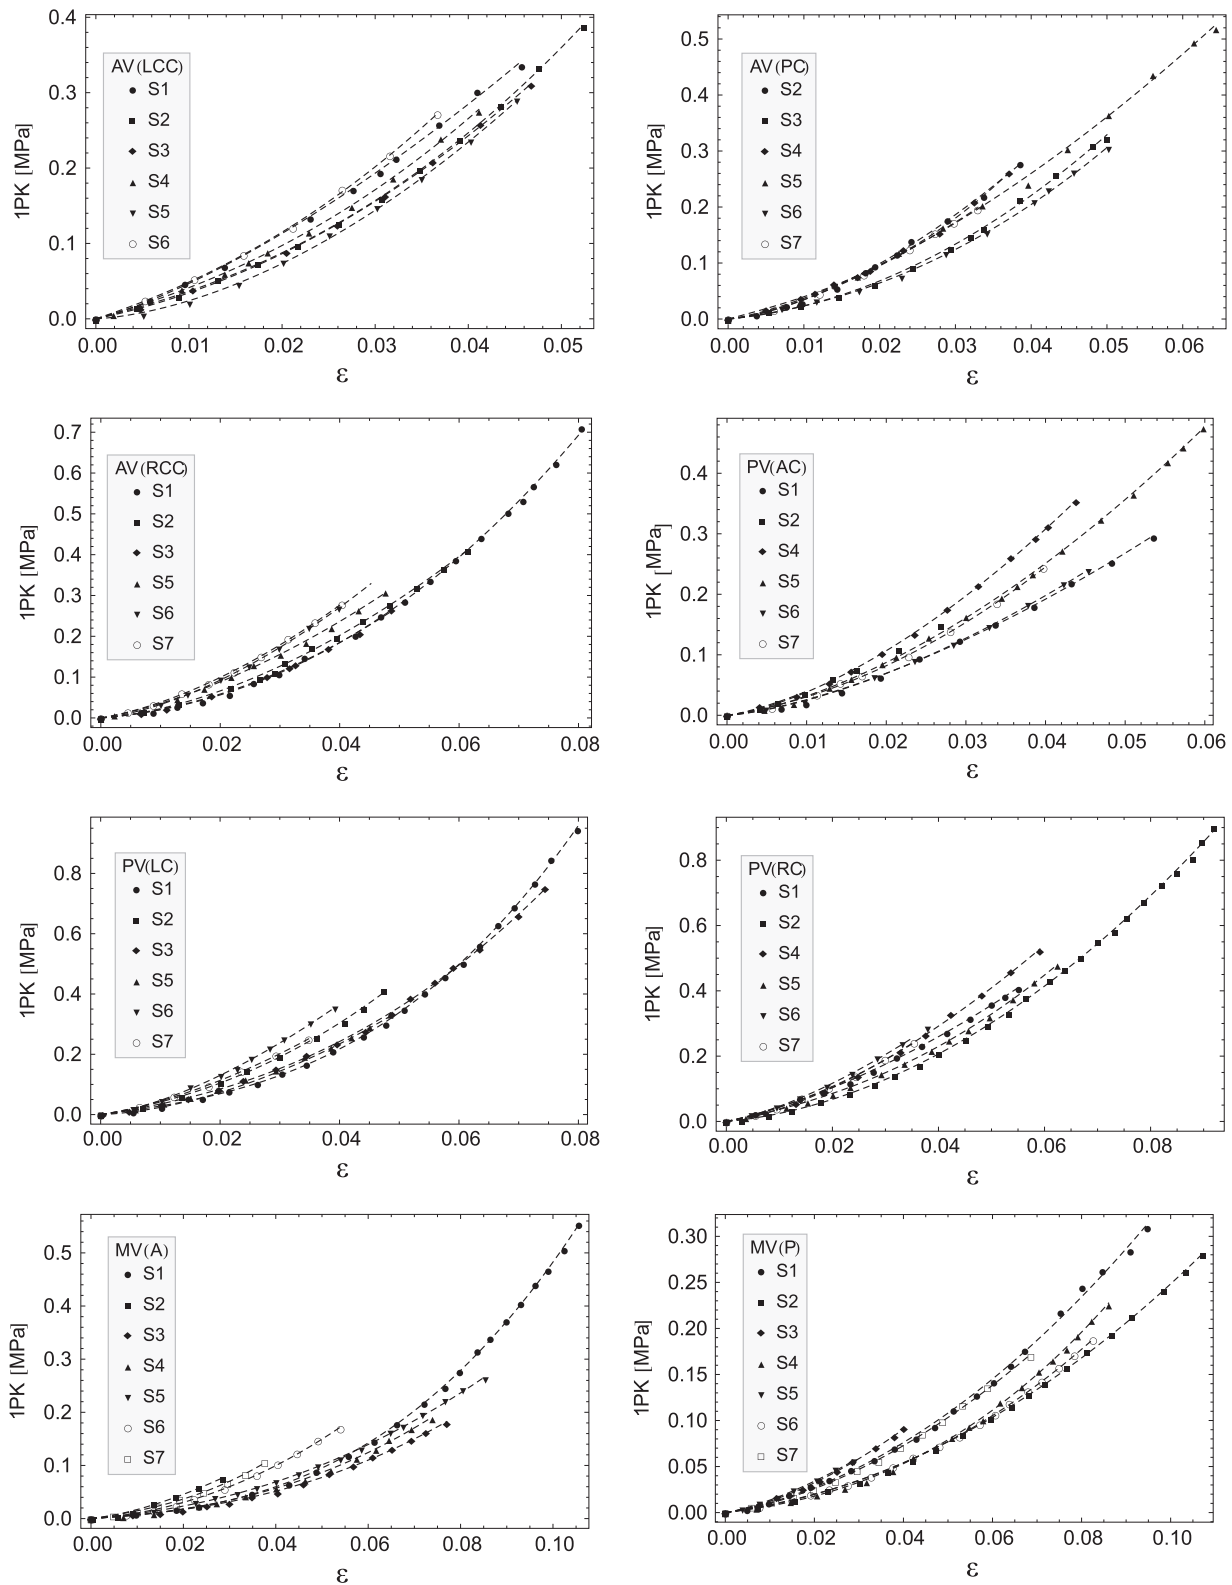 0.4
0.3
0.2
0.1
0.0
1PK [MPa]
AV(LCC)
S1
S2
S3
S4
S5
S6
0.00 0.01 0.02 0.03 0.04 0.05
ε
0.5
0.4
0.3
0.2
0.1
0.0
1PK [MPa]
AV(PC)
S2
S3
S4
S5
S6
S7
0.00 0.01 0.02 0.03 0.04 0.05 0.06
ε
0.7
0.6
0.5
0.4
0.3
0.2
0.1
0.0
1PK [MPa]
AV(RCC)
S1
S2
S3
S5
S6
S7
0.00 0.02 0.04 0.06 0.08
ε
0.4
0.3
0.2
0.1
0.0
1PK [MPa]
PV(AC)
S1
S2
S4
S5
S6
S7
0.00 0.01 0.02 0.03 0.04 0.05 0.06
ε
0.8
0.6
0.4
0.2
0.0
1PK [MPa]
PV(LC)
S1
S2
S3
S5
S6
S7
0.00 0.02 0.04 0.06 0.08
ε
0.8
0.6
0.4
0.2
0.0
1PK [MPa]
PV(RC)
S1
S2
S4
S5
S6
S7
0.00 0.02 0.04 0.06 0.08
ε
0.5
0.4
0.3
0.2
0.1
0.0
1PK [MPa]
MV(A)
S1
S2
S3
S4
S5
S6
S7
0.00 0.02 0.04 0.06 0.08 0.10
ε
0.30
0.25
0.20
0.15
0.10
0.05
0.00
1PK [MPa]
MV(P)
S1
S2
S3
S4
S5
S6
S7
0.00 0.02 0.04 0.06 0.08 0.10
ε